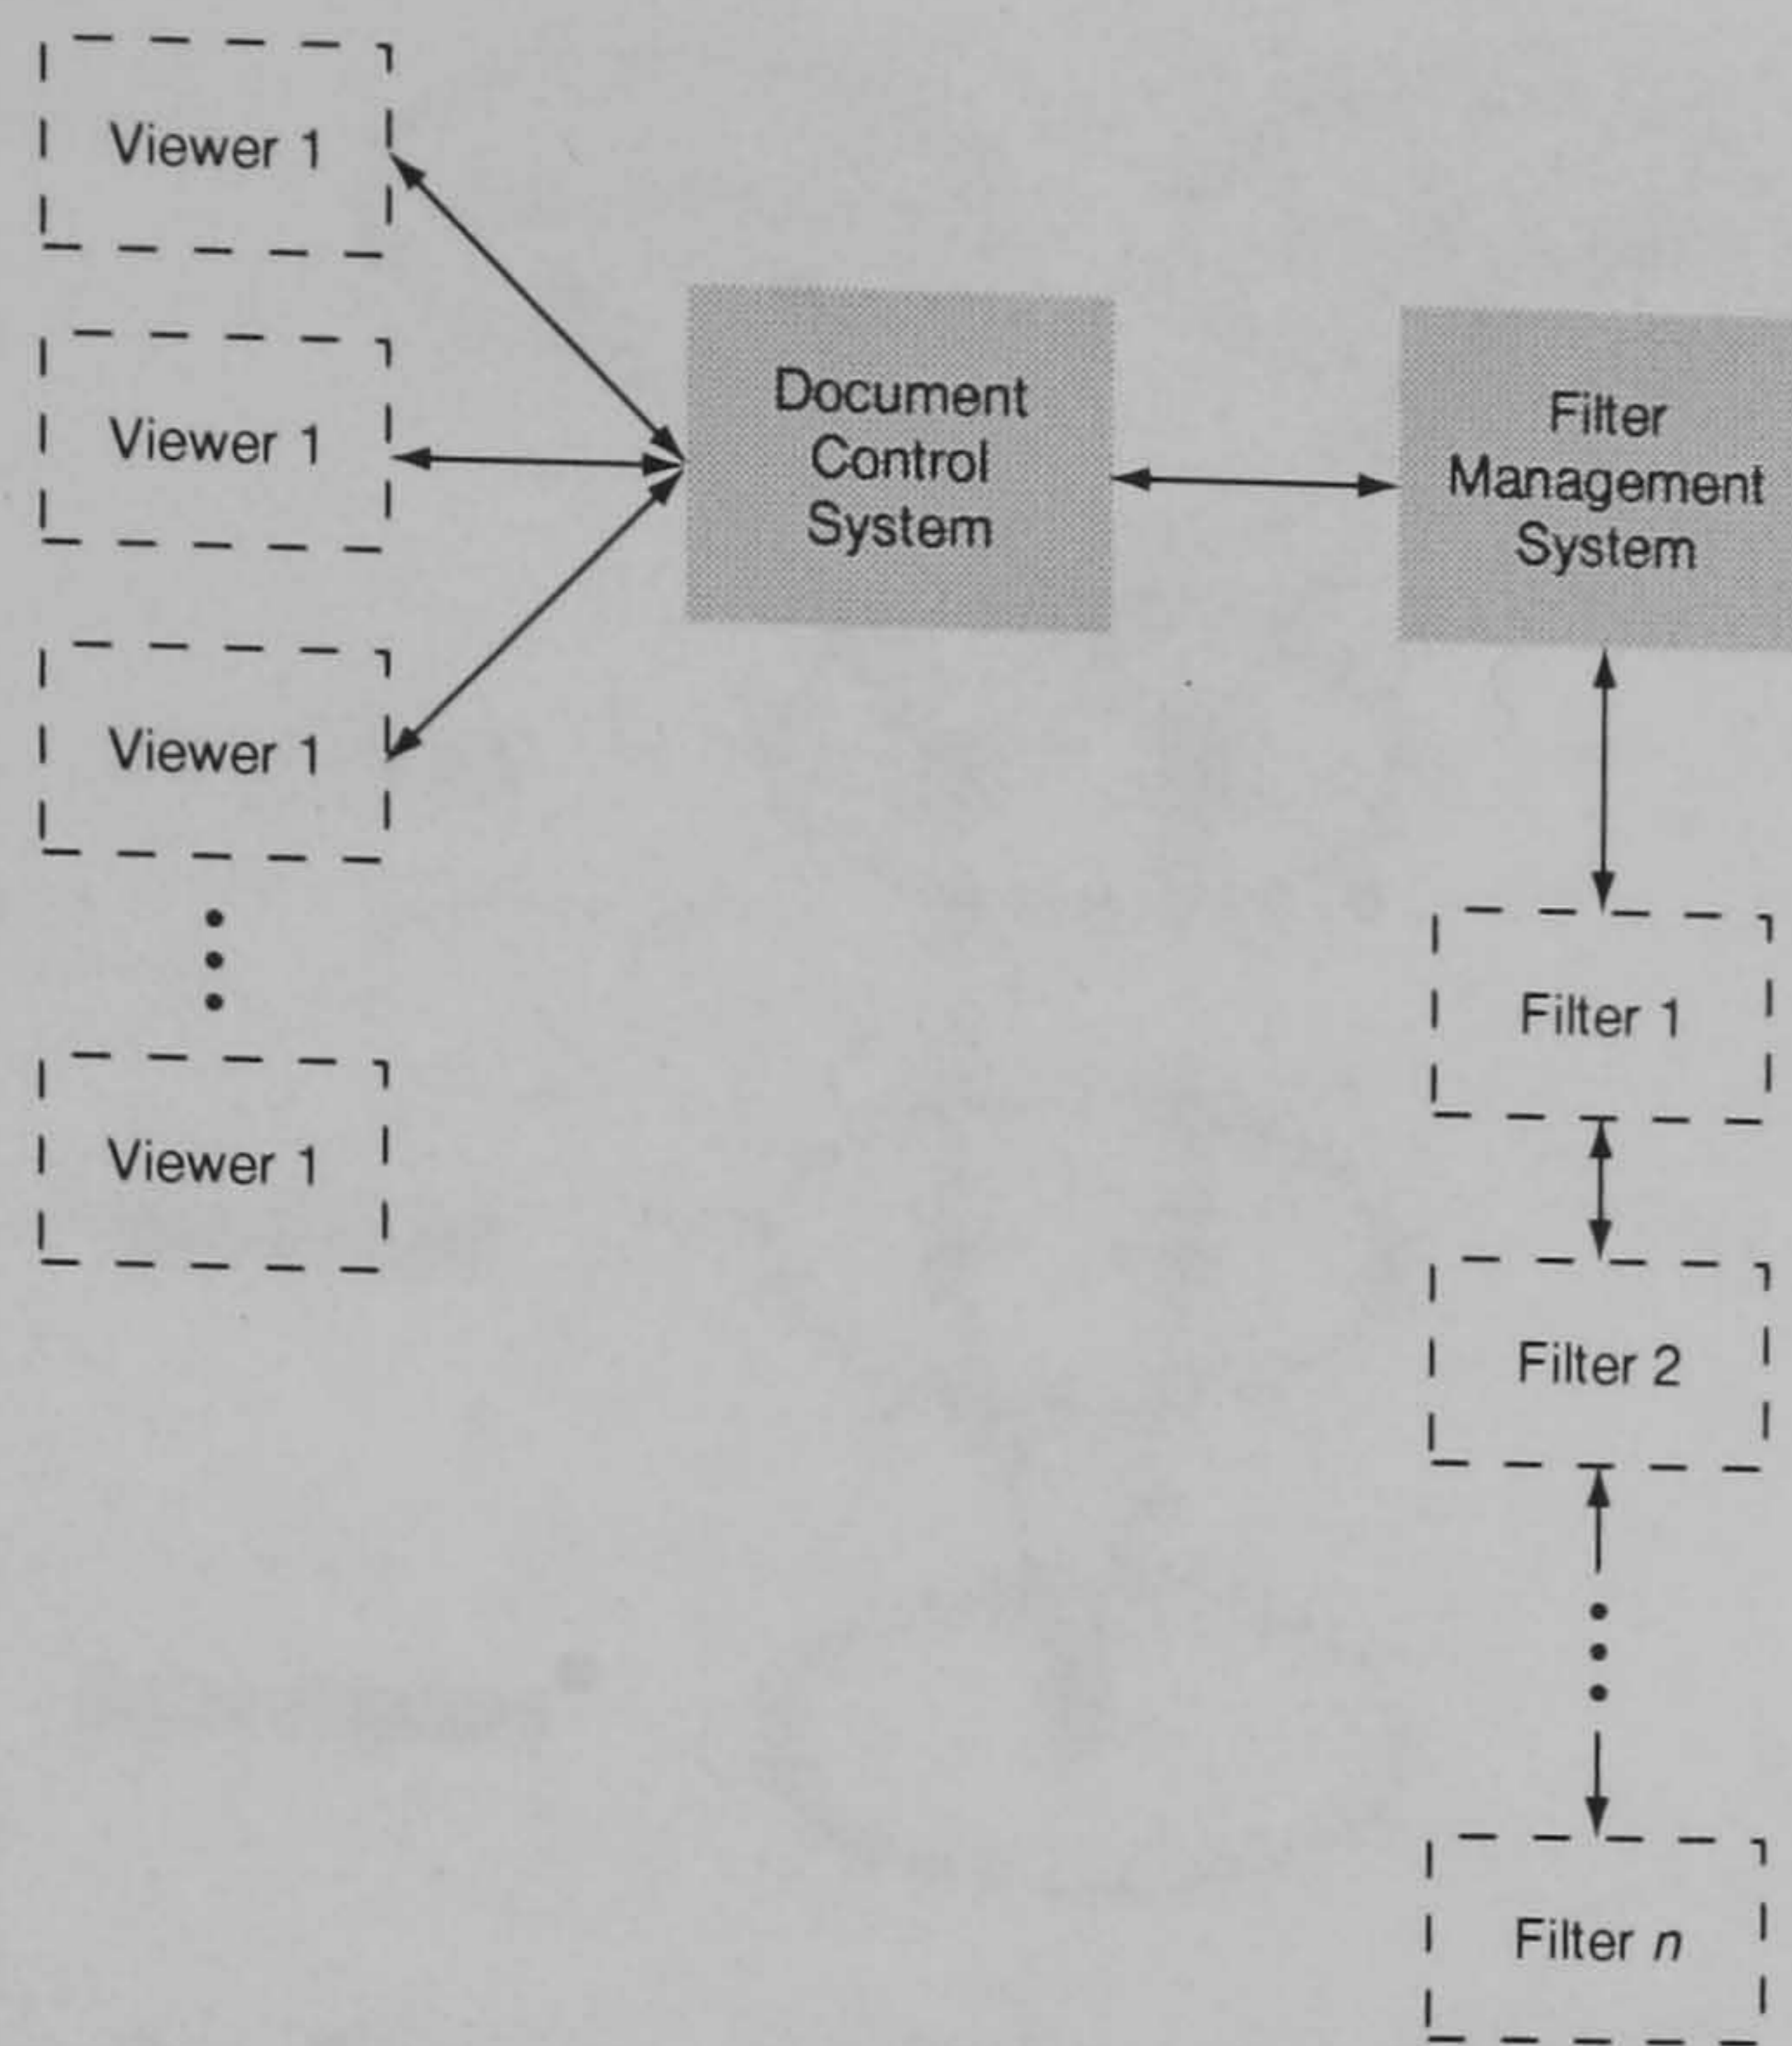 Viewer 1
Viewer 1
Viewer 1
Viewer 1
Document
Control
System
Filter
Management
System
Filter 1
Filter 2
Filter n